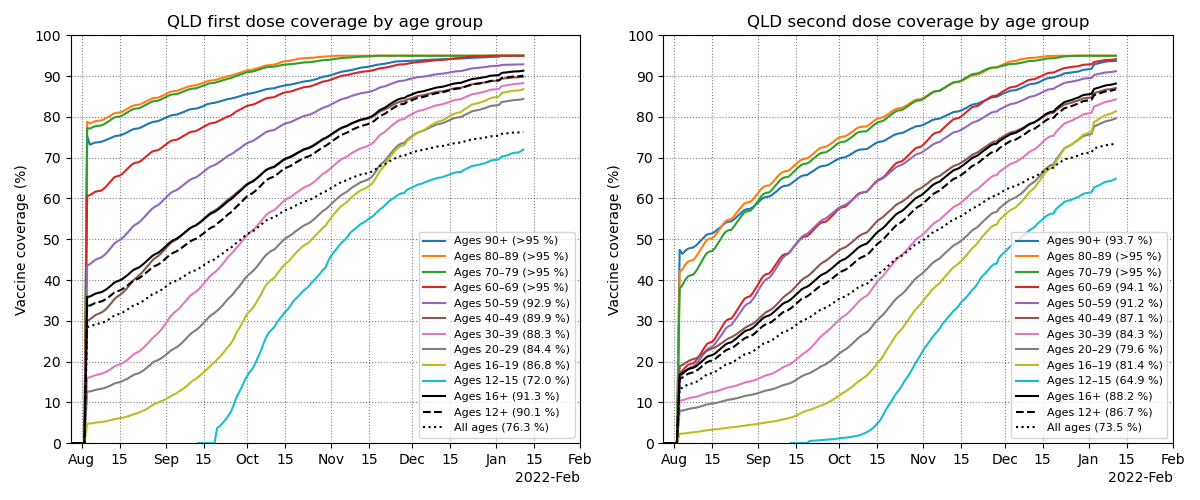 QLD first dose coverage by age group
Vaccine coverage (%)
100
90
80
70
60
50
40
30
20
10
0
Ages 90+ (>95 %)
Ages 80–89 (>95 %)
Ages 70–79 (>95 %)
Ages 60–69 (>95 %)
Ages 50–59 (92.9 %)
Ages 40–49 (89.9 %)
Ages 30–39 (88.3 %)
Ages 20–29 (84.4 %)
Ages 16–19 (86.8 %)
Ages 12–15 (72.0 %)
Ages 16+ (91.3 %)
Ages 12+ (90.1 %)
All ages (76.3 %)
Aug 15 Sep 15 Oct 15 Nov 15 Dec 15 Jan 15 Feb
2022-Feb
QLD second dose coverage by age group
Vaccine coverage (%)
100
90
80
70
60
50
40
30
20
10
0
Ages 90+ (93.7 %)
Ages 80–89 (>95 %)
Ages 70–79 (>95 %)
Ages 60–69 (94.1 %)
Ages 50–59 (91.2 %)
Ages 40–49 (87.1 %)
Ages 30–39 (84.3 %)
Ages 20–29 (79.6 %)
Ages 16–19 (81.4 %)
Ages 12–15 (64.9 %)
Ages 16+ (88.2 %)
Ages 12+ (86.7 %)
All ages (73.5 %)
Aug 15 Sep 15 Oct 15 Nov 15 Dec 15 Jan 15 Feb
2022-Feb